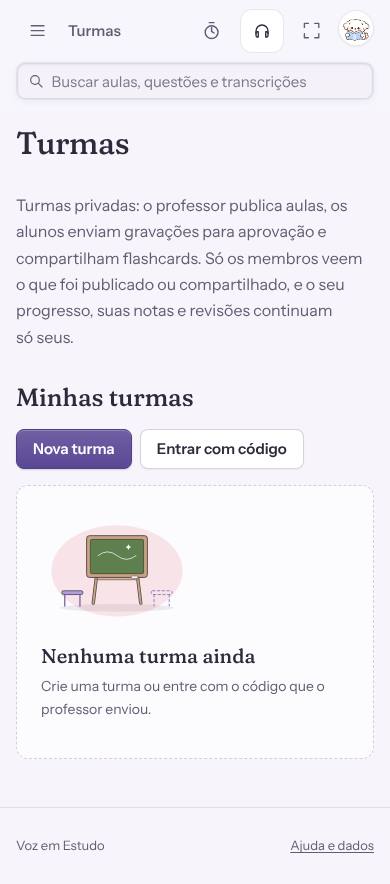 Turmas
Buscar aulas, questões e transcrições
Turmas
Turmas privadas: o professor publica aulas, os
alunos enviam gravações para aprovação e
compartilham flashcards. Só os membros veem
o que foi publicado ou compartilhado, e o seu
progresso, suas notas e revisões continuam
só seus.
Minhas turmas
Nova turma
Entrar com código
Nenhuma turma ainda
Crie uma turma ou entre com o código que o
professor enviou.
Voz em Estudo
Ajuda e dados